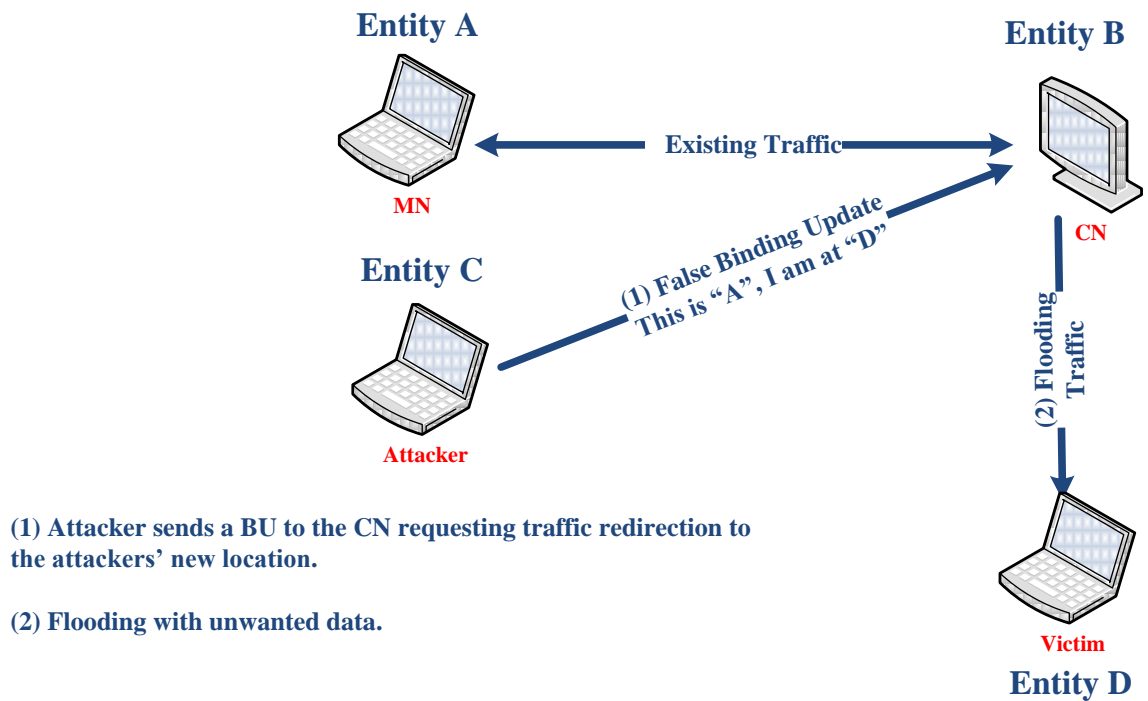 Entity A
Entity B
Existing Traffic
MN
CN
Entity C
(1) False Binding Update
This is “A”, I am at “D”
(2) Flooding
Traffic
Attacker
(1) Attacker sends a BU to the CN requesting traffic redirection to
the attackers’ new location.
(2) Flooding with unwanted data.
Victim
Entity D